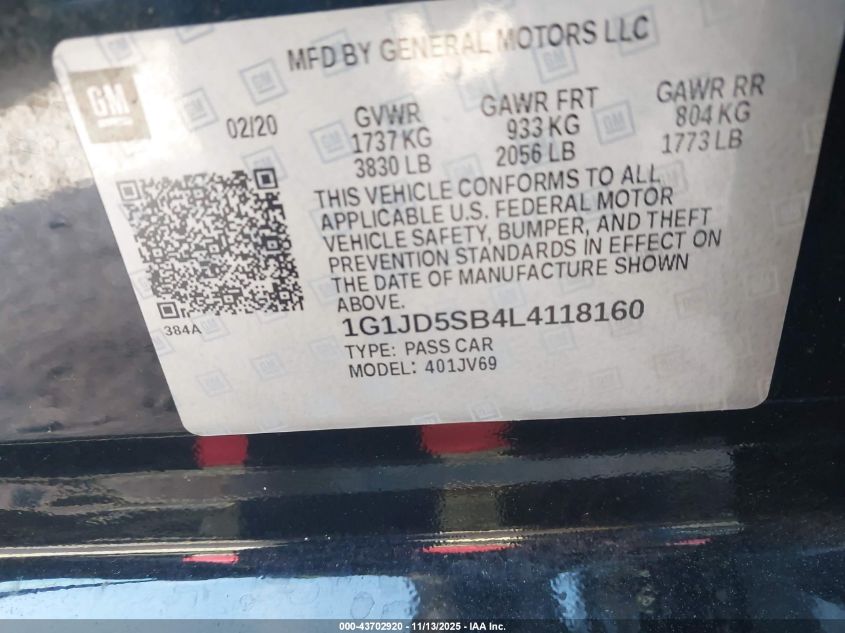 MFD BY GENERAL MOTORS LLC
GM
02/20
GVWR
1737 KG
3830 LB
GAWR FRT
933 KG
2056 LB
GAWR RR
804 KG
1773 LB
THIS VEHICLE CONFORMS TO ALL
APPLICABLE U.S. FEDERAL MOTOR
VEHICLE SAFETY, BUMPER, AND THEFT
PREVENTION STANDARDS IN EFFECT ON
THE DATE OF MANUFACTURE SHOWN
ABOVE.
384A
1G1JD5SB4L4118160
TYPE: PASS CAR
MODEL: 401JV69
000-43702920 - 11/13/2025 - IAA Inc.